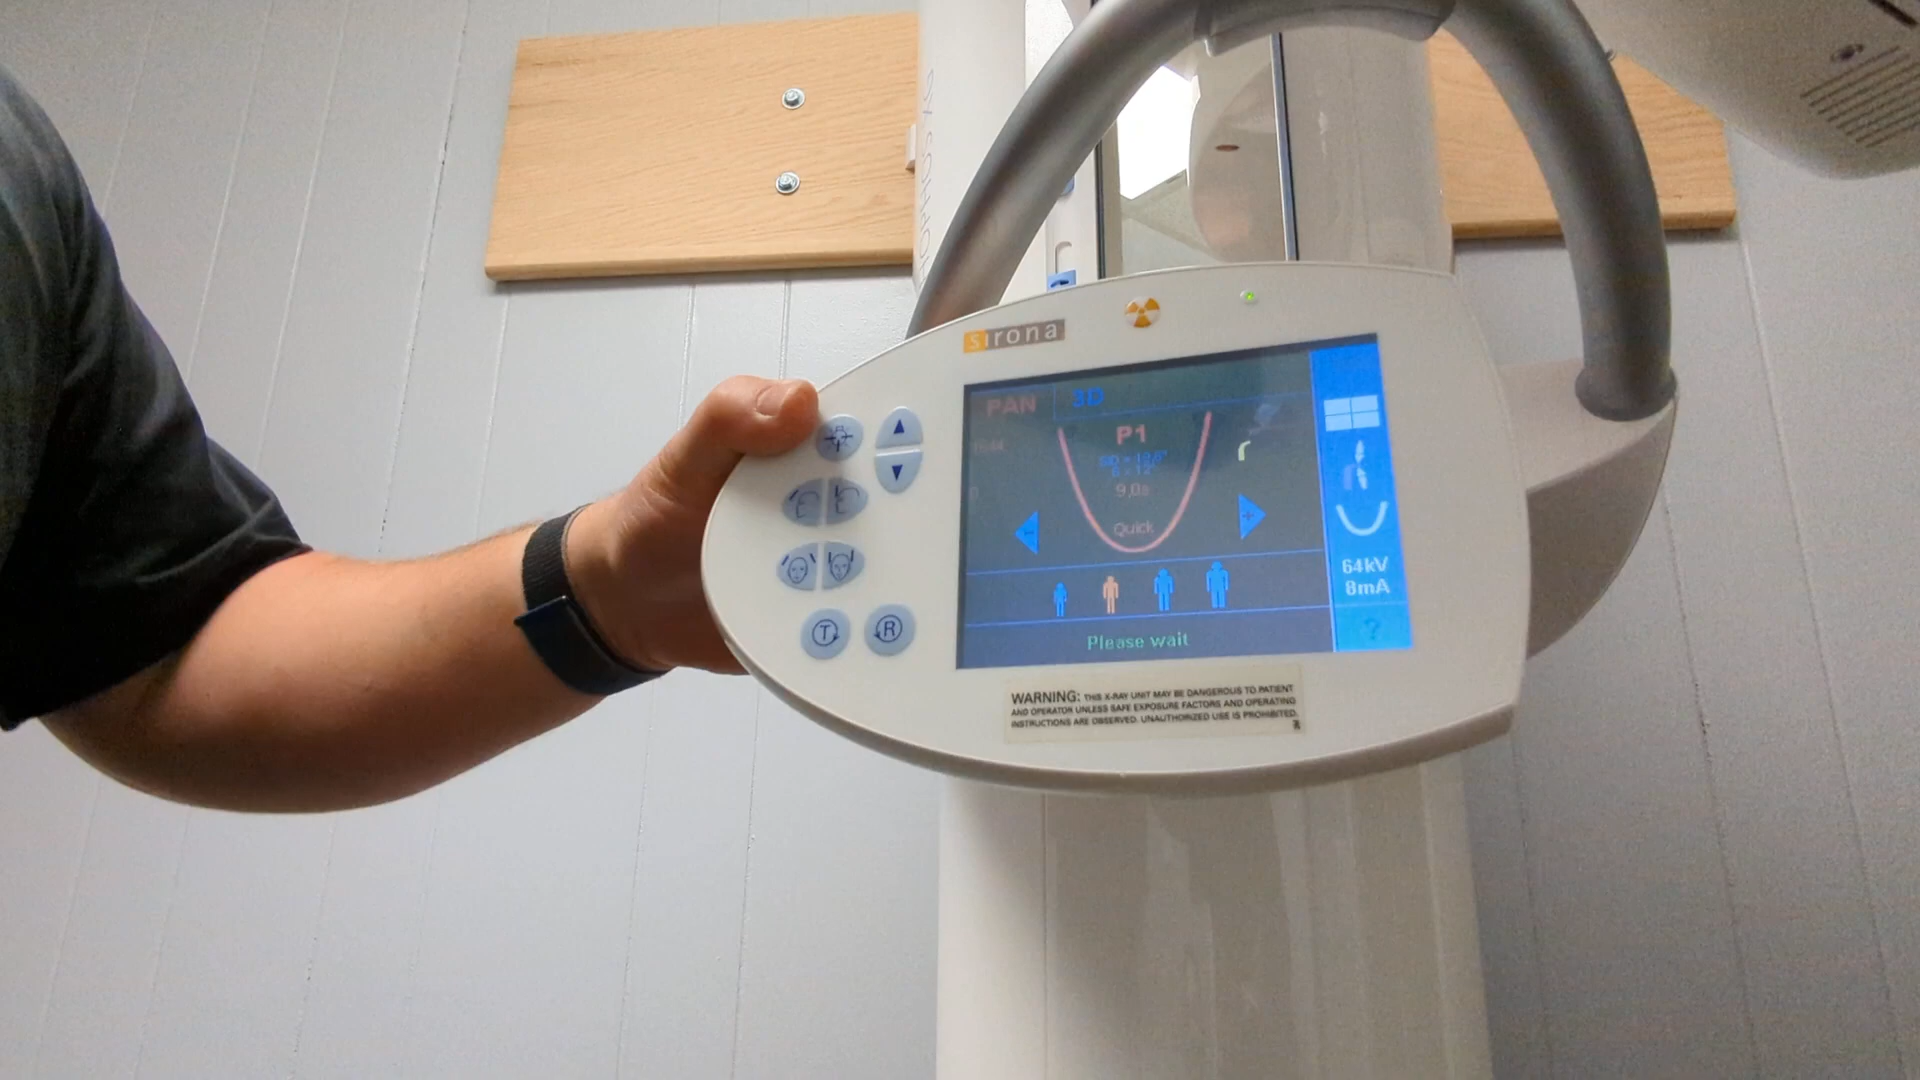 sirona
PAN 3D
P1
9,0s
Quick
64kV
8mA
?
Please wait
T R
WARNING: THIS X-RAY UNIT MAY BE DANGEROUS TO PATIENT
AND OPERATOR UNLESS SAFE EXPOSURE FACTORS AND OPERATING
INSTRUCTIONS ARE OBSERVED. UNAUTHORIZED USE IS PROHIBITED.